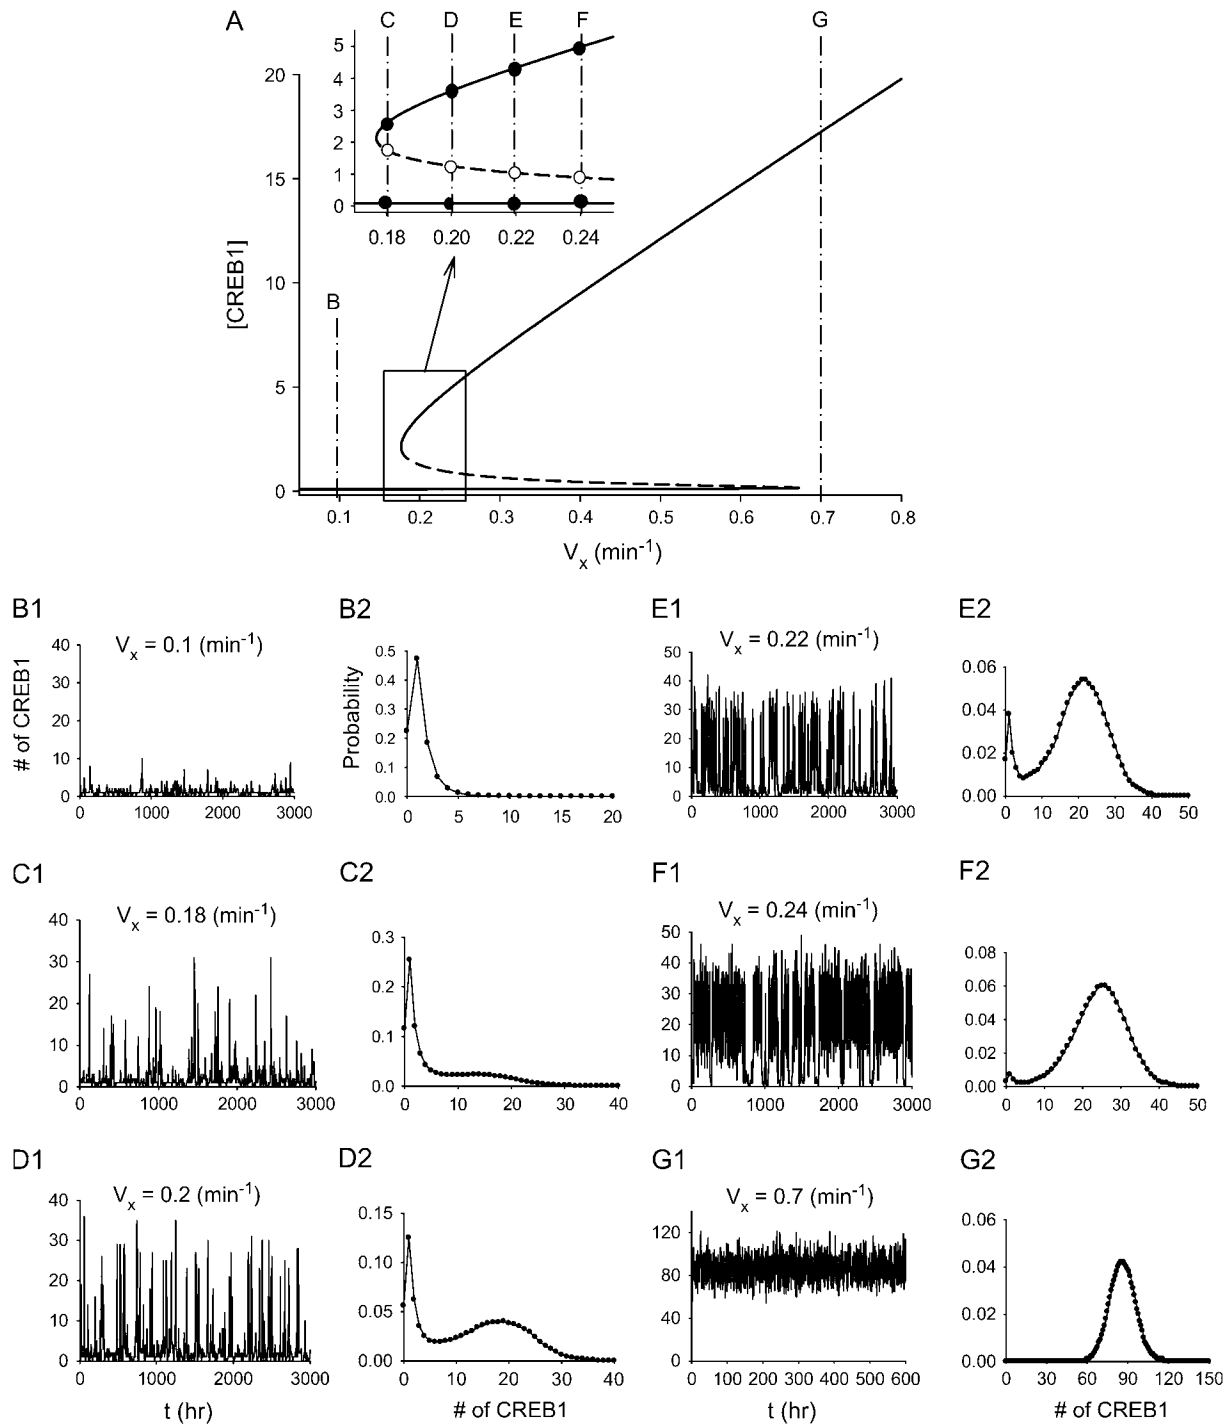 A
C D E F G
5
4
3
2
1
0
0.18 0.20 0.22 0.24
20
15
10
5
0
[CREB1]
B
0.1 0.2 0.3 0.4 0.5 0.6 0.7 0.8
Vx (min-1)
B1
Vx = 0.1 (min-1)
# of CREB1
40
30
20
10
0
0 1000 2000 3000
B2
Probability
0.5
0.4
0.3
0.2
0.1
0.0
0 5 10 15 20
E1
Vx = 0.22 (min-1)
50
40
30
20
10
0
0 1000 2000 3000
E2
0.06
0.04
0.02
0.00
0 10 20 30 40 50
C1
Vx = 0.18 (min-1)
40
30
20
10
0
0 1000 2000 3000
C2
0.3
0.2
0.1
0.0
0 10 20 30 40
F1
Vx = 0.24 (min-1)
50
40
30
20
10
0
0 1000 2000 3000
F2
0.08
0.06
0.04
0.02
0.00
0 10 20 30 40 50
D1
Vx = 0.2 (min-1)
40
30
20
10
0
0 1000 2000 3000
t (hr)
D2
0.15
0.10
0.05
0.00
0 10 20 30 40
# of CREB1
G1
Vx = 0.7 (min-1)
120
80
40
0
0 100 200 300 400 500 600
t (hr)
G2
0.06
0.04
0.02
0.00
0 30 60 90 120 150
# of CREB1